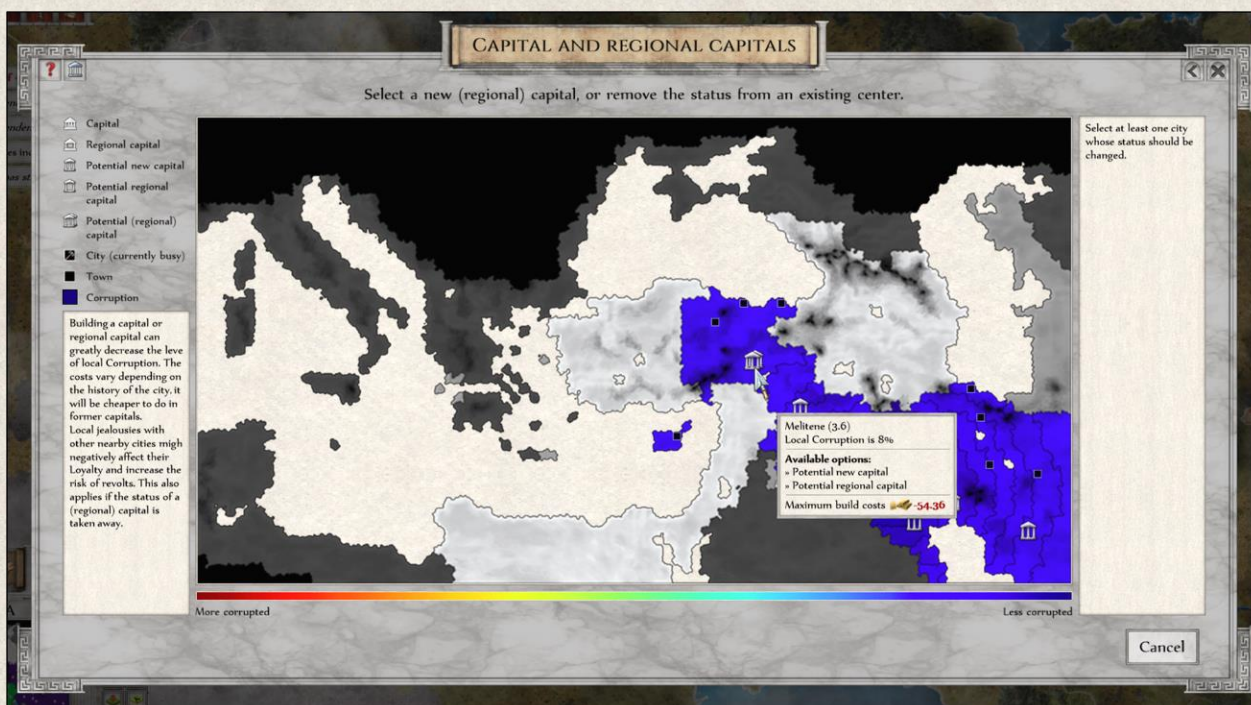 CAPITAL AND REGIONAL CAPITALS
?
Select a new (regional) capital, or remove the status from an existing center.
Capital
Regional capital
Potential new capital
Potential regional
capital
Potential (regional)
capital
City (currently busy)
Town
Corruption
Building a capital or
regional capital can
greatly decrease the leve
of local Corruption. The
costs vary depending on
the history of the city, it
will be cheaper to do in
former capitals.
Local jealousies with
other nearby cities migh
negatively affect their
Loyalty and increase the
risk of revolts. This also
applies if the status of a
(regional) capital is
taken away.
Melitene (3.6)
Local Corruption is 8%
Available options:
» Potential new capital
» Potential regional capital
Maximum build costs -54.36
Select at least one city
whose status should be
changed.
More corrupted
Less corrupted
Cancel